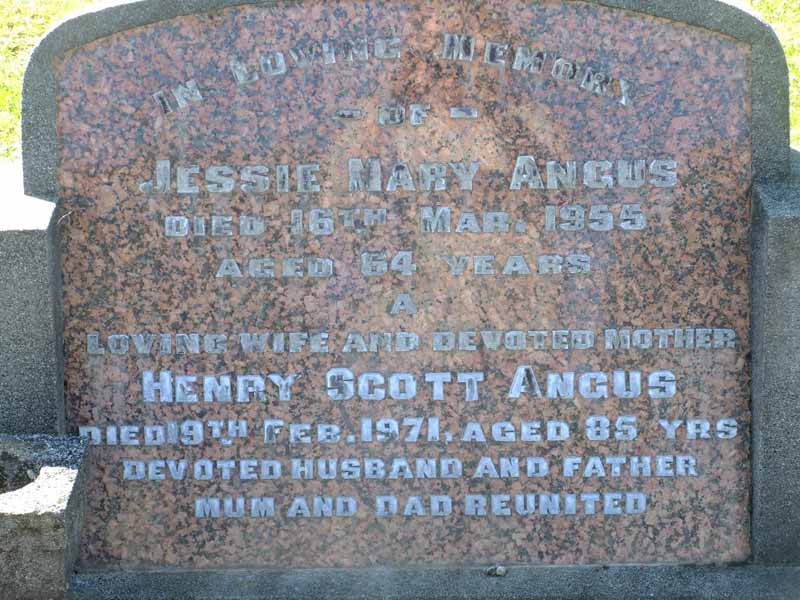 IN LOVING MEMORY
- OF -
JESSIE MARY ANGUS
DIED 16TH MAR. 1955
AGED 64 YEARS
A
LOVING WIFE AND DEVOTED MOTHER
HENRY SCOTT ANGUS
DIED 19TH FEB. 1971, AGED 85 YRS
DEVOTED HUSBAND AND FATHER
MUM AND DAD REUNITED